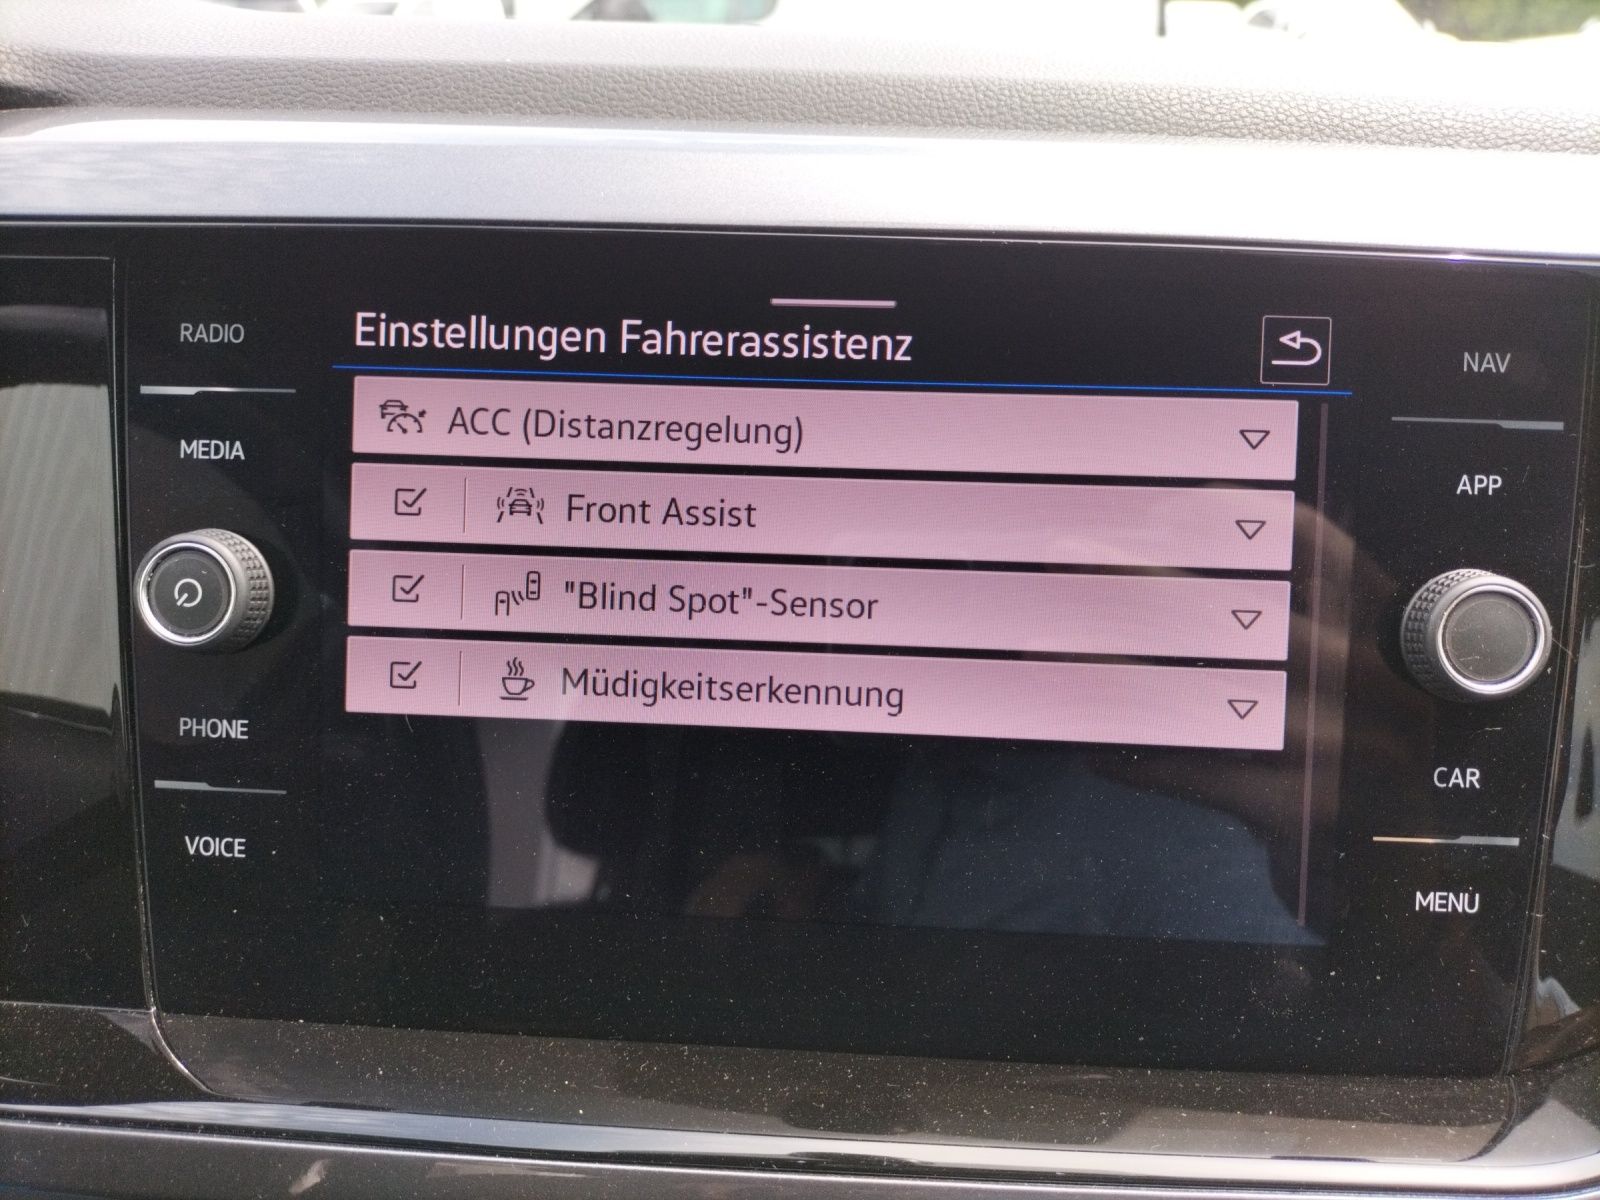 RADIO
MEDIA
PHONE
VOICE
Einstellungen Fahrerassistenz
ACC (Distanzregelung)
Front Assist
"Blind Spot"-Sensor
Müdigkeitserkennung
NAV
APP
CAR
MENU